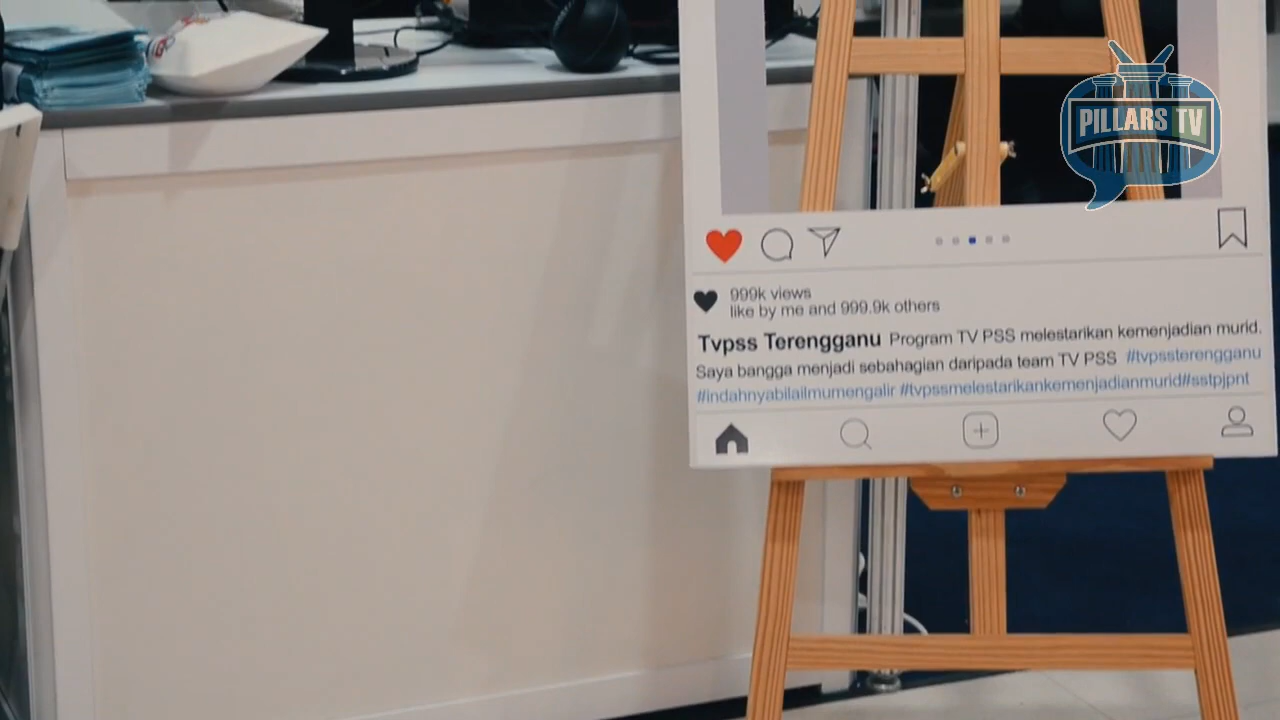 PILLARS TV
999k views
like by me and 999.9k others
Tvpss Terengganu Program TV PSS melestarikan kemenjadian murid.
Saya bangga menjadi sebahagian daripada team TV PSS #tvpssterengganu
#indahnyabilailmumengalir #tvpssmelestarikankemenjadianmurid#sstpjpnt